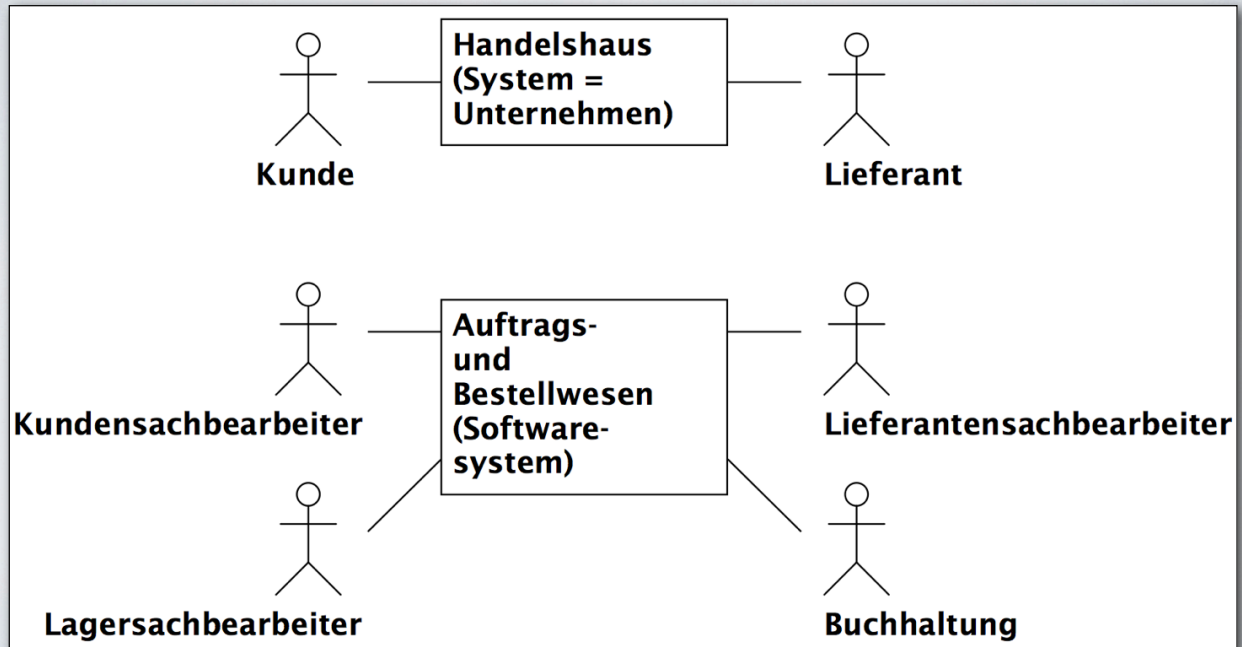 Handelshaus
(System =
Unternehmen)
Kunde
Lieferant
Auftrags-
und
Bestellwesen
(Software-
system)
Kundensachbearbeiter
Lieferantensachbearbeiter
Lagersachbearbeiter
Buchhaltung